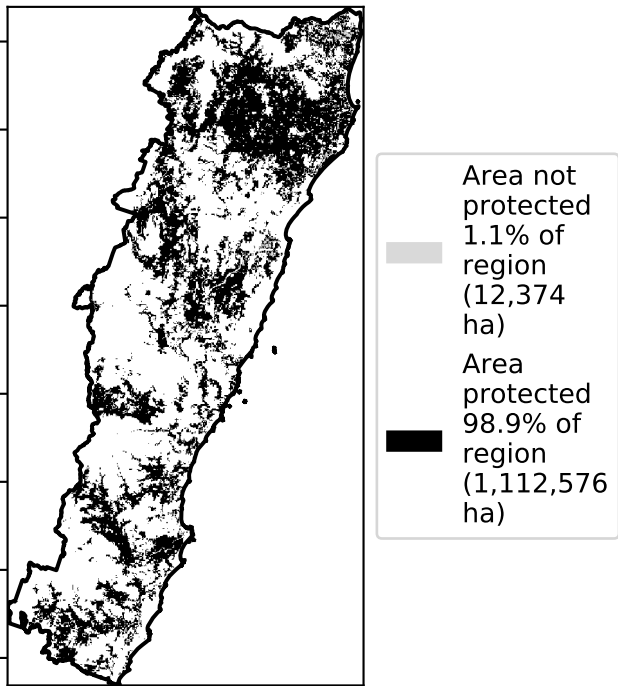 Area not
protected
1.1% of
region
(12,374
ha)
Area
protected
98.9% of
region
(1,112,576
ha)